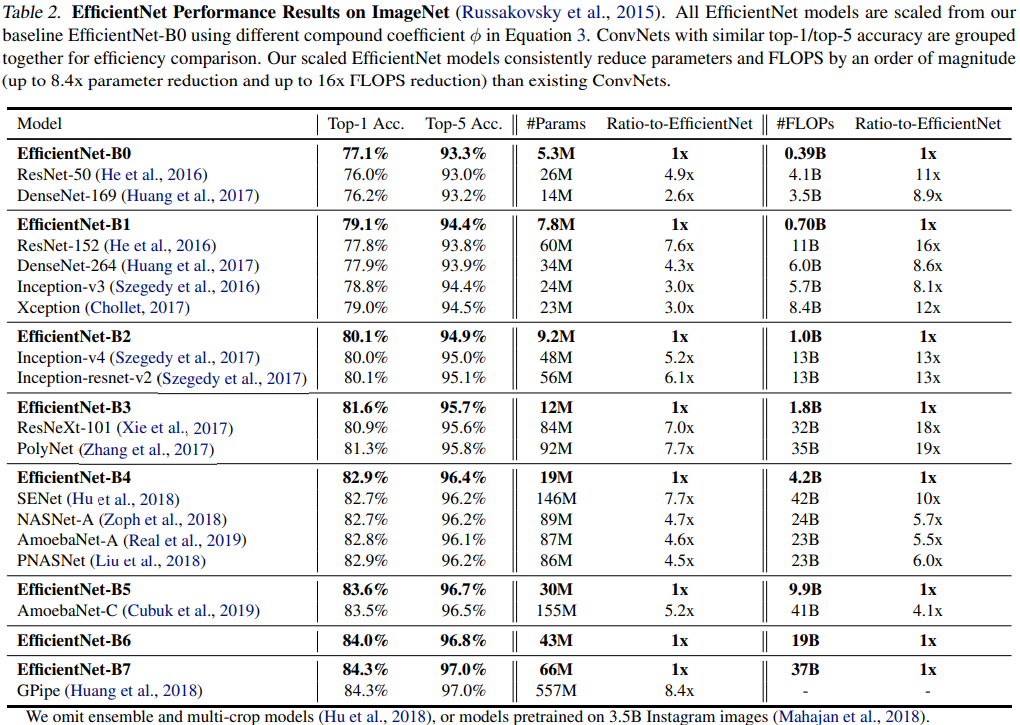 Table 2. EfficientNet Performance Results on ImageNet (Russakovsky et al., 2015). All EfficientNet models are scaled from our
baseline EfficientNet-B0 using different compound coefficient ϕ in Equation 3. ConvNets with similar top-1/top-5 accuracy are grouped
together for efficiency comparison. Our scaled EfficientNet models consistently reduce parameters and FLOPS by an order of magnitude
(up to 8.4x parameter reduction and up to 16x FLOPS reduction) than existing ConvNets.
Model Top-1 Acc. Top-5 Acc. #Params Ratio-to-EfficientNet #FLOPs Ratio-to-EfficientNet
EfficientNet-B0 77.1% 93.3% 5.3M 1x 0.39B 1x
ResNet-50 (He et al., 2016) 76.0% 93.0% 26M 4.9x 4.1B 11x
DenseNet-169 (Huang et al., 2017) 76.2% 93.2% 14M 2.6x 3.5B 8.9x
EfficientNet-B1 79.1% 94.4% 7.8M 1x 0.70B 1x
ResNet-152 (He et al., 2016) 77.8% 93.8% 60M 7.6x 11B 16x
DenseNet-264 (Huang et al., 2017) 77.9% 93.9% 34M 4.3x 6.0B 8.6x
Inception-v3 (Szegedy et al., 2016) 78.8% 94.4% 24M 3.0x 5.7B 8.1x
Xception (Chollet, 2017) 79.0% 94.5% 23M 3.0x 8.4B 12x
EfficientNet-B2 80.1% 94.9% 9.2M 1x 1.0B 1x
Inception-v4 (Szegedy et al., 2017) 80.0% 95.0% 48M 5.2x 13B 13x
Inception-resnet-v2 (Szegedy et al., 2017) 80.1% 95.1% 56M 6.1x 13B 13x
EfficientNet-B3 81.6% 95.7% 12M 1x 1.8B 1x
ResNeXt-101 (Xie et al., 2017) 80.9% 95.6% 84M 7.0x 32B 18x
PolyNet (Zhang et al., 2017) 81.3% 95.8% 92M 7.7x 35B 19x
EfficientNet-B4 82.9% 96.4% 19M 1x 4.2B 1x
SENet (Hu et al., 2018) 82.7% 96.2% 146M 7.7x 42B 10x
NASNet-A (Zoph et al., 2018) 82.7% 96.2% 89M 4.7x 24B 5.7x
AmoebaNet-A (Real et al., 2019) 82.8% 96.1% 87M 4.6x 23B 5.5x
PNASNet (Liu et al., 2018) 82.9% 96.2% 86M 4.5x 23B 6.0x
EfficientNet-B5 83.6% 96.7% 30M 1x 9.9B 1x
AmoebaNet-C (Cubuk et al., 2019) 83.5% 96.5% 155M 5.2x 41B 4.1x
EfficientNet-B6 84.0% 96.8% 43M 1x 19B 1x
EfficientNet-B7 84.3% 97.0% 66M 1x 37B 1x
GPipe (Huang et al., 2018) 84.3% 97.0% 557M 8.4x - -
We omit ensemble and multi-crop models (Hu et al., 2018), or models pretrained on 3.5B Instagram images (Mahajan et al., 2018).